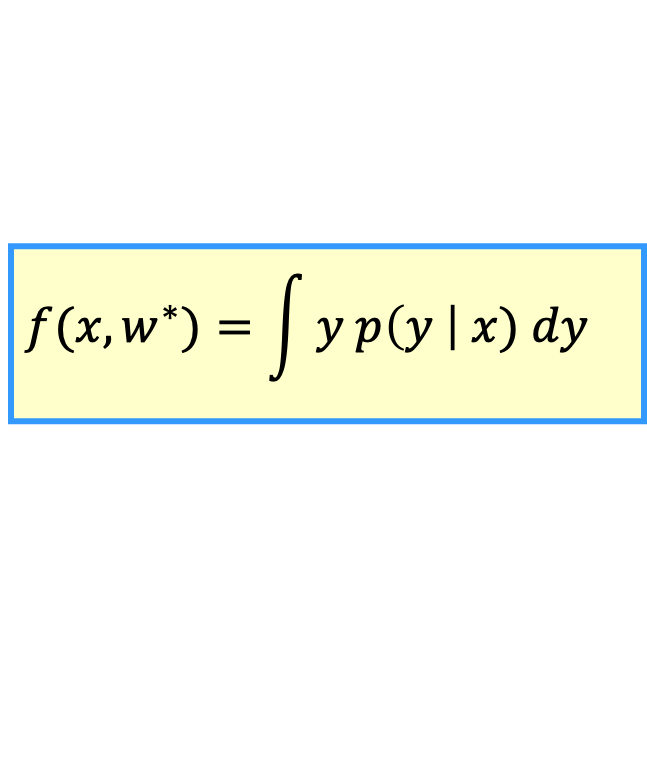 f(x, w*) = ∫ y p(y | x) dy